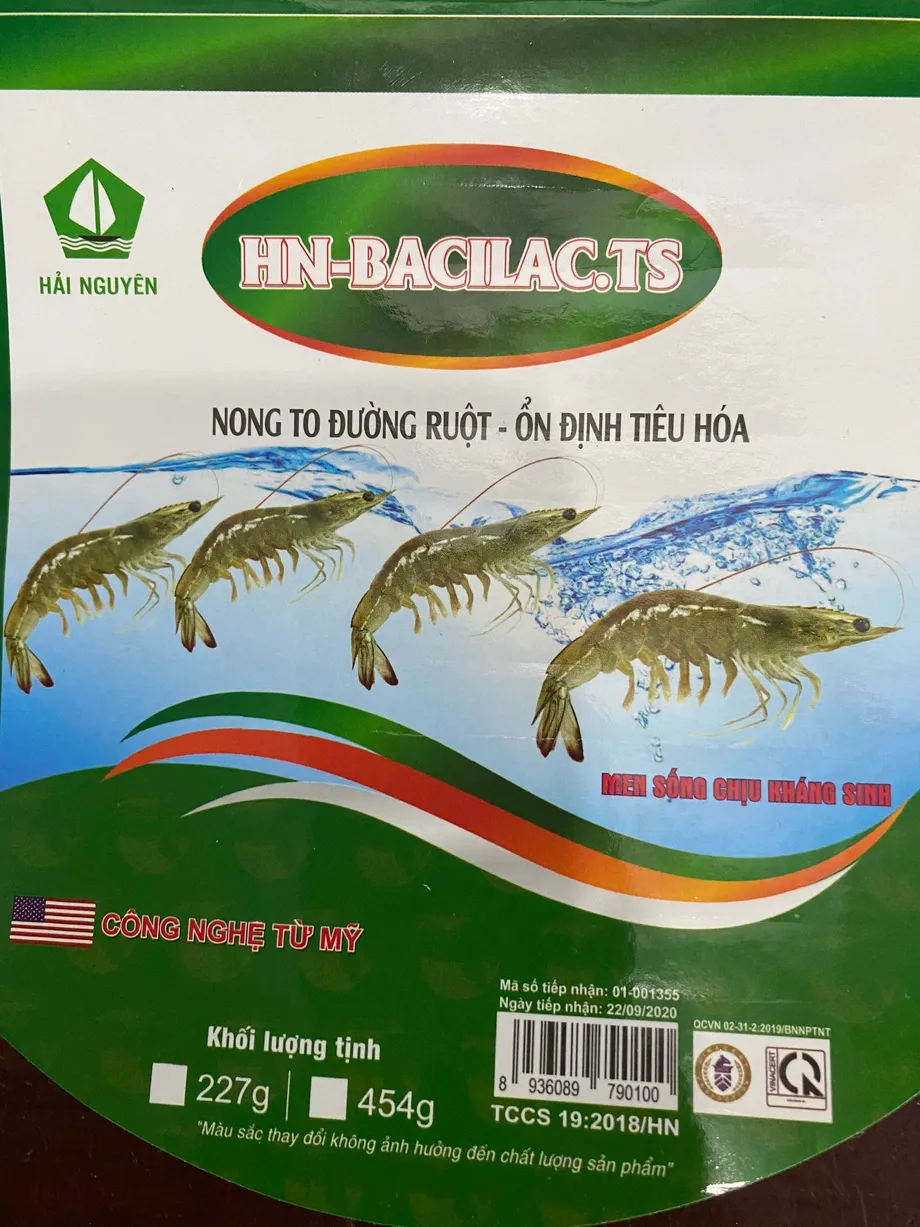 HẢI NGUYÊN
HN-BACILAC.TS
NONG TO ĐƯỜNG RUỘT - ỔN ĐỊNH TIÊU HÓA
MEN SỐNG CHỊU KHÁNG SINH
CÔNG NGHỆ TỪ MỸ
Mã số tiếp nhận: 01-001355
Ngày tiếp nhận: 22/09/2020
QCVN 02-31-2:2019/BNNPTNT
8 936089 790100
VINACERT
TCCS 19:2018/HN
Khối lượng tịnh
227g 454g
"Màu sắc thay đổi không ảnh hưởng đến chất lượng sản phẩm"